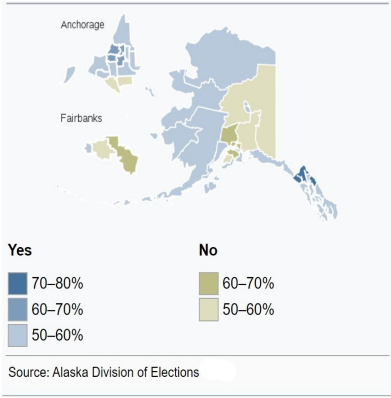 Anchorage
Fairbanks
Yes
No
70–80%
60–70%
60–70%
50–60%
50–60%
Source: Alaska Division of Elections